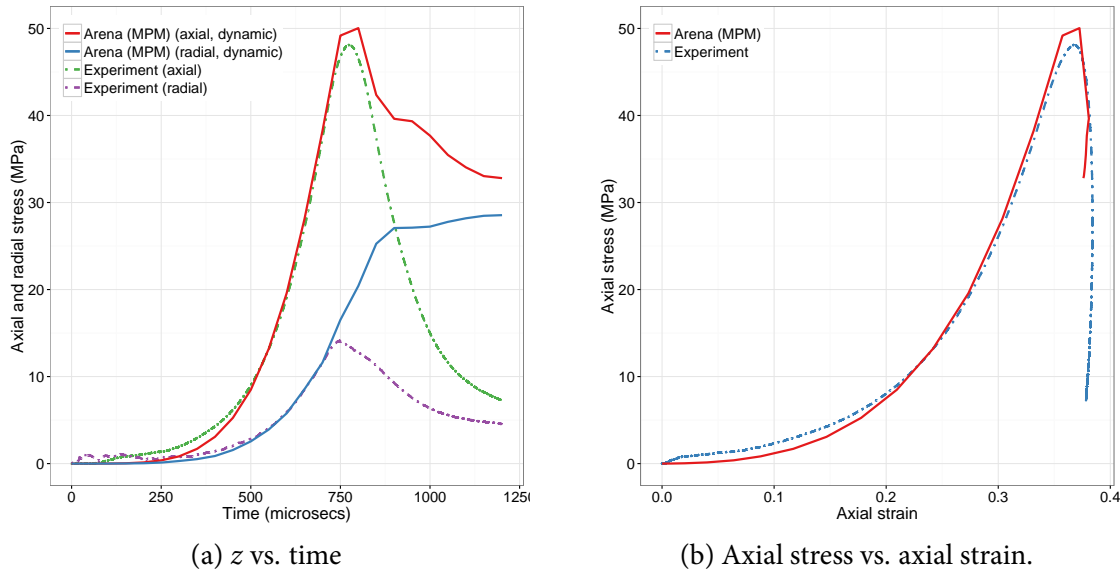 Arena (MPM) (axial, dynamic)
Arena (MPM) (radial, dynamic)
Experiment (axial)
Experiment (radial)
50
40
30
20
10
0
Axial and radial stress (MPa)
0
250
500
750
1000
1250
Time (microsecs)
(a) z vs. time
Arena (MPM)
Experiment
50
40
30
20
10
0
Axial stress (MPa)
0.0
0.1
0.2
0.3
0.4
Axial strain
(b) Axial stress vs. axial strain.